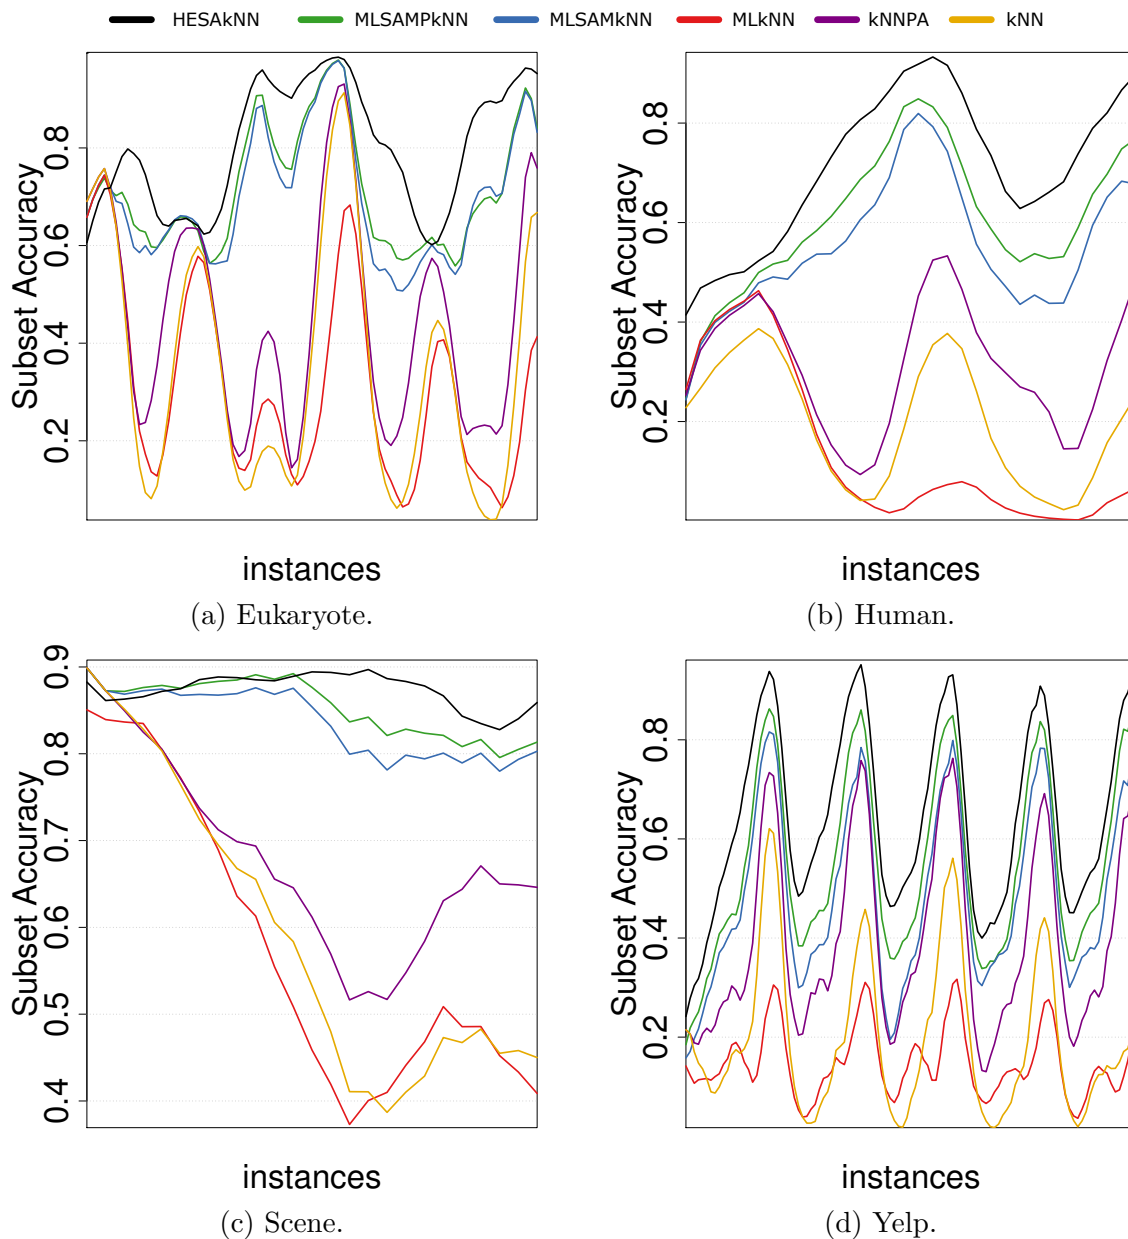 HESAkNN MLSAMPkNN MLSAMkNN MLkNN kNNPA kNN
Subset Accuracy
0.8
0.6
0.4
0.2
instances
(a) Eukaryote.
Subset Accuracy
0.8
0.6
0.4
0.2
instances
(b) Human.
Subset Accuracy
0.9
0.8
0.7
0.6
0.5
0.4
instances
(c) Scene.
Subset Accuracy
0.8
0.6
0.4
0.2
instances
(d) Yelp.